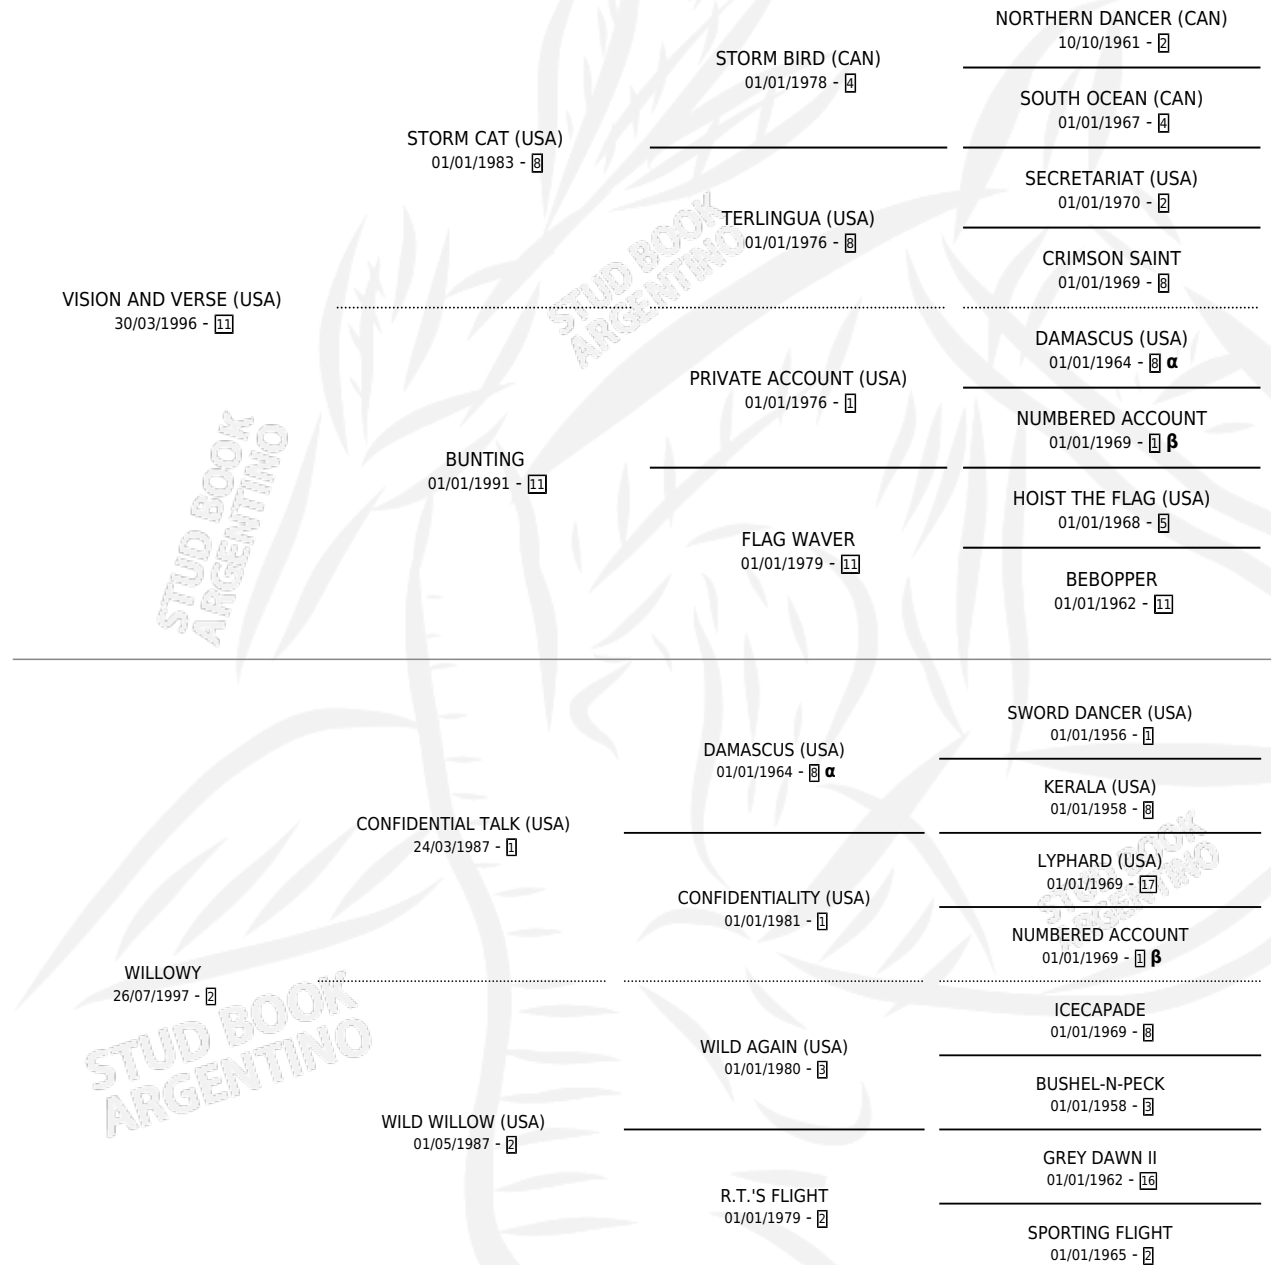 NORTHERN DANCER (CAN)
10/10/1961 - 2
STORM BIRD (CAN)
01/01/1978 - 4
SOUTH OCEAN (CAN)
01/01/1967 - 4
STORM CAT (USA)
01/01/1983 - 8
SECRETARIAT (USA)
01/01/1970 - 2
TERLINGUA (USA)
01/01/1976 - 8
CRIMSON SAINT
01/01/1969 - 8
VISION AND VERSE (USA)
30/03/1996 - 11
DAMASCUS (USA)
01/01/1964 - 8 α
PRIVATE ACCOUNT (USA)
01/01/1976 - 1
NUMBERED ACCOUNT
01/01/1969 - 1 β
BUNTING
01/01/1991 - 11
HOIST THE FLAG (USA)
01/01/1968 - 5
FLAG WAVER
01/01/1979 - 11
BEBOPPER
01/01/1962 - 11
SWORD DANCER (USA)
01/01/1956 - 1
DAMASCUS (USA)
01/01/1964 - 8 α
KERALA (USA)
01/01/1958 - 8
CONFIDENTIAL TALK (USA)
24/03/1987 - 1
LYPHARD (USA)
01/01/1969 - 17
CONFIDENTIALITY (USA)
01/01/1981 - 1
NUMBERED ACCOUNT
01/01/1969 - 1 β
WILLOWY
26/07/1997 - 2
ICECAPADE
01/01/1969 - 8
WILD AGAIN (USA)
01/01/1980 - 3
BUSHEL-N-PECK
01/01/1958 - 3
WILD WILLOW (USA)
01/05/1987 - 2
GREY DAWN II
01/01/1962 - 16
R.T.'S FLIGHT
01/01/1979 - 2
SPORTING FLIGHT
01/01/1965 - 2
STUD BOOK
ARGENTINO
STUD BOOK
ARGENTINO
STUD BOOK
ARGENTINO
STUD BOOK
ARGENTINO